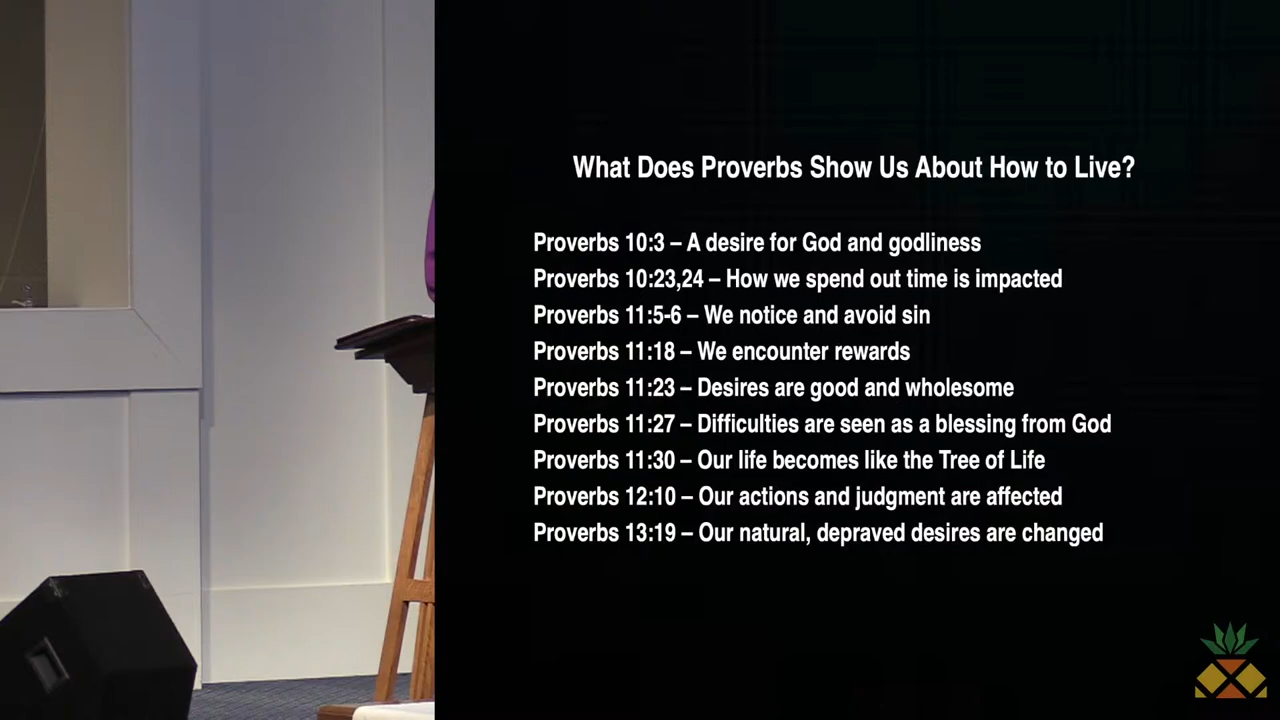 What Does Proverbs Show Us About How to Live?
Proverbs 10:3 – A desire for God and godliness
Proverbs 10:23,24 – How we spend out time is impacted
Proverbs 11:5-6 – We notice and avoid sin
Proverbs 11:18 – We encounter rewards
Proverbs 11:23 – Desires are good and wholesome
Proverbs 11:27 – Difficulties are seen as a blessing from God
Proverbs 11:30 – Our life becomes like the Tree of Life
Proverbs 12:10 – Our actions and judgment are affected
Proverbs 13:19 – Our natural, depraved desires are changed